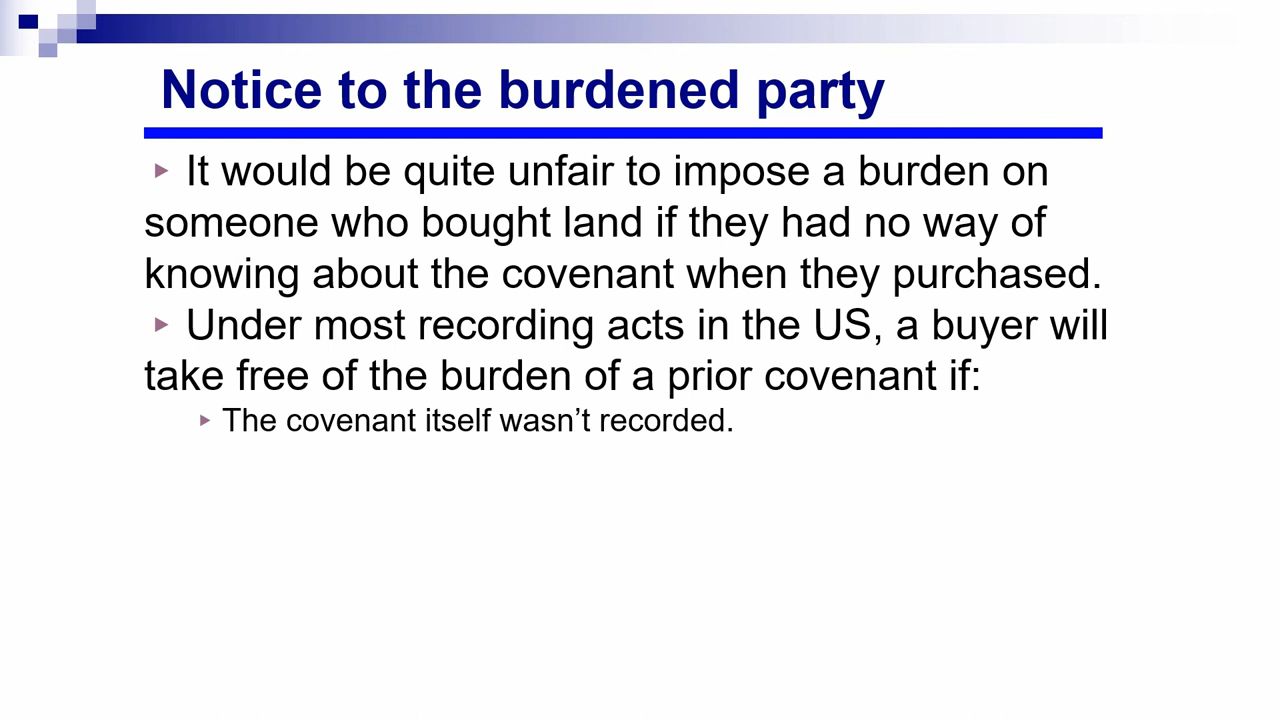 Notice to the burdened party
▸ It would be quite unfair to impose a burden on
someone who bought land if they had no way of
knowing about the covenant when they purchased.
▸ Under most recording acts in the US, a buyer will
take free of the burden of a prior covenant if:
▸ The covenant itself wasn’t recorded.